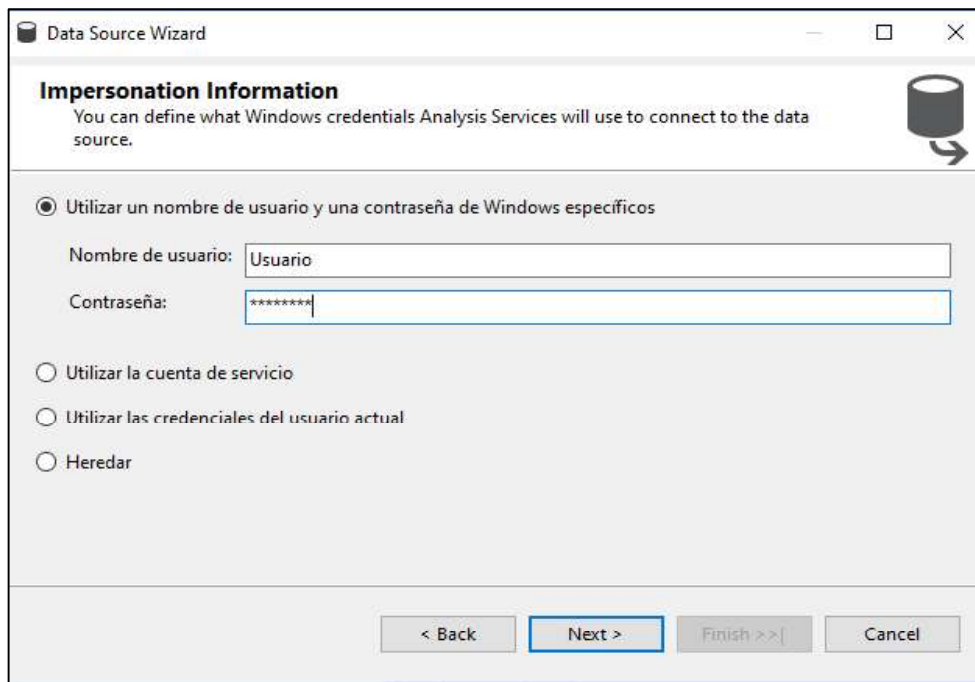 Data Source Wizard
Impersonation Information
You can define what Windows credentials Analysis Services will use to connect to the data
source.
Utilizar un nombre de usuario y una contraseña de Windows específicos
Nombre de usuario: Usuario
Contraseña: ********
Utilizar la cuenta de servicio
Utilizar las credenciales del usuario actual
Heredar
< Back Next > Finish >>| Cancel